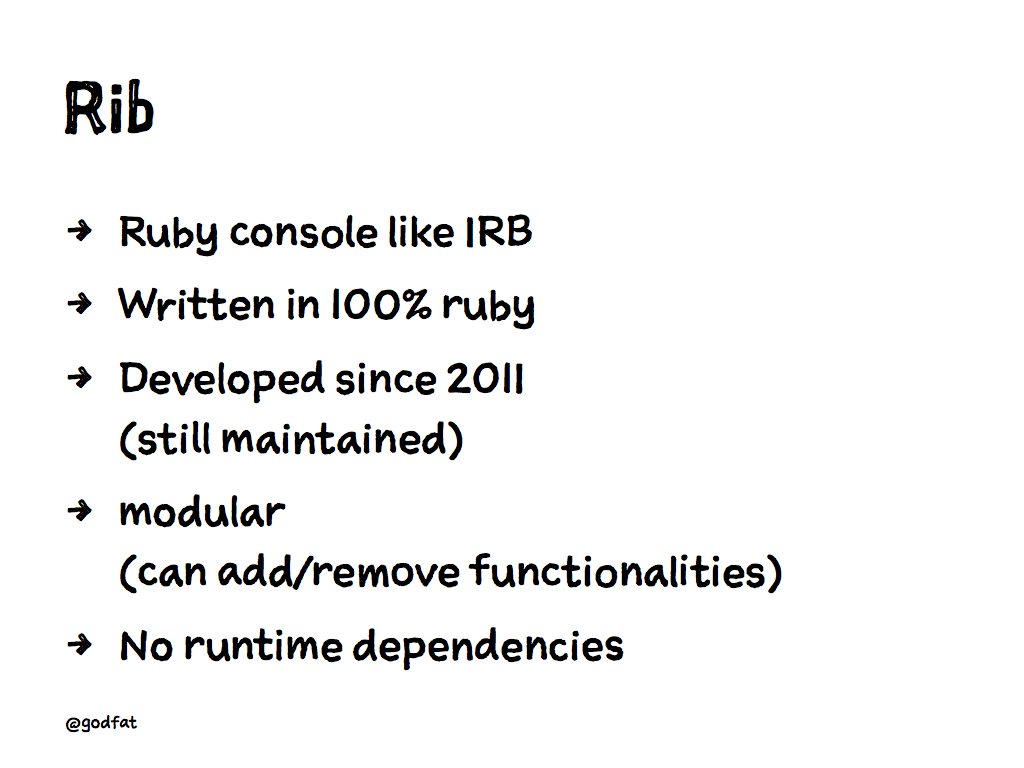 Rib
→ Ruby console like IRB
→ Written in 100% ruby
→ Developed since 2011
(still maintained)
→ modular
(can add/remove functionalities)
→ No runtime dependencies
@godfat